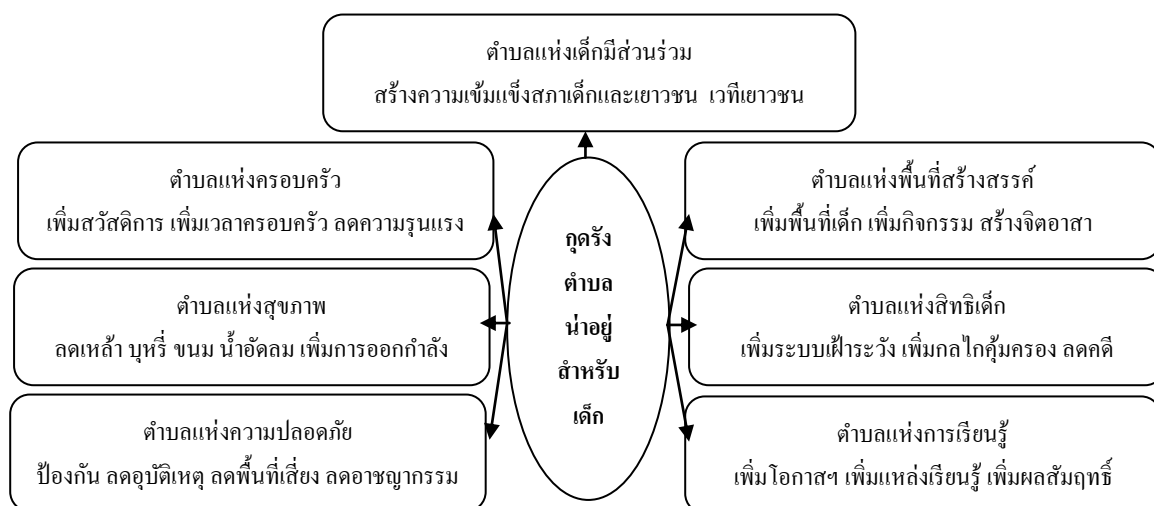 ตำบลแห่งเด็กมีส่วนร่วม
สร้างความเข้มแข็งสภาเด็กและเยาวชน เวทีเยาวชน
ตำบลแห่งครอบครัว
เพิ่มสวัสดิการ เพิ่มเวลาครอบครัว ลดความรุนแรง
ตำบลแห่งสุขภาพ
ลดเหล้า บุหรี่ ขนม น้ำอัดลม เพิ่มการออกกำลัง
ตำบลแห่งความปลอดภัย
ป้องกัน ลดอุบัติเหตุ ลดพื้นที่เสี่ยง ลดอาชญากรรม
กุดรัง
ตำบล
น่าอยู่
สำหรับ
เด็ก
ตำบลแห่งพื้นที่สร้างสรรค์
เพิ่มพื้นที่เด็ก เพิ่มกิจกรรม สร้างจิตอาสา
ตำบลแห่งสิทธิเด็ก
เพิ่มระบบเฝ้าระวัง เพิ่มกลไกคุ้มครอง ลดคดี
ตำบลแห่งการเรียนรู้
เพิ่มโอกาสฯ เพิ่มแหล่งเรียนรู้ เพิ่มผลสัมฤทธิ์